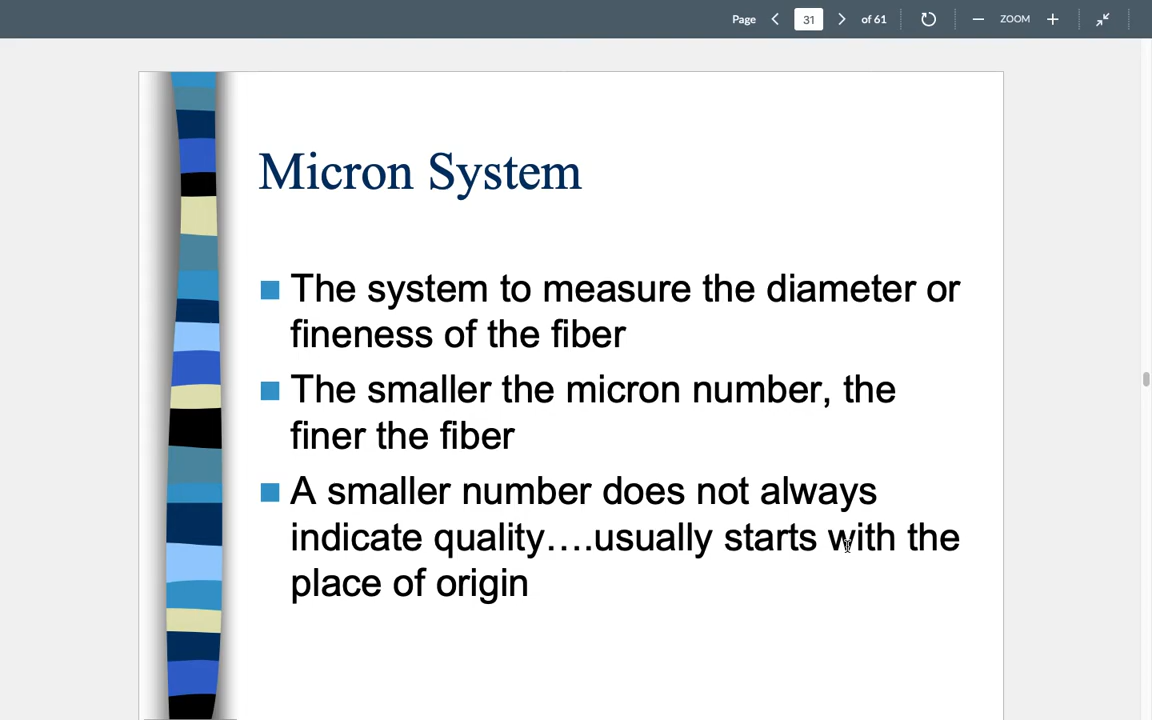 Page 31 of 61 ZOOM
Micron System
The system to measure the diameter or
fineness of the fiber
The smaller the micron number, the
finer the fiber
A smaller number does not always
indicate quality….usually starts with the
place of origin